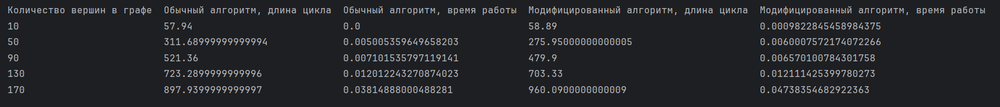 Количество вершин в графе Обычный алгоритм, длина цикла Обычный алгоритм, время работы Модифицированный алгоритм, длина цикла Модифицированный алгоритм, время работы
10 57.94 0.0 58.89 0.0009822845458984375
50 311.68999999999994 0.005005359649658203 275.95000000000005 0.0060007572174072266
90 521.36 0.007101535797119141 479.9 0.006570100784301758
130 723.2899999999996 0.012012243270874023 703.33 0.012111425399780273
170 897.9399999999997 0.03814888000488281 960.0900000000009 0.04738354682922363